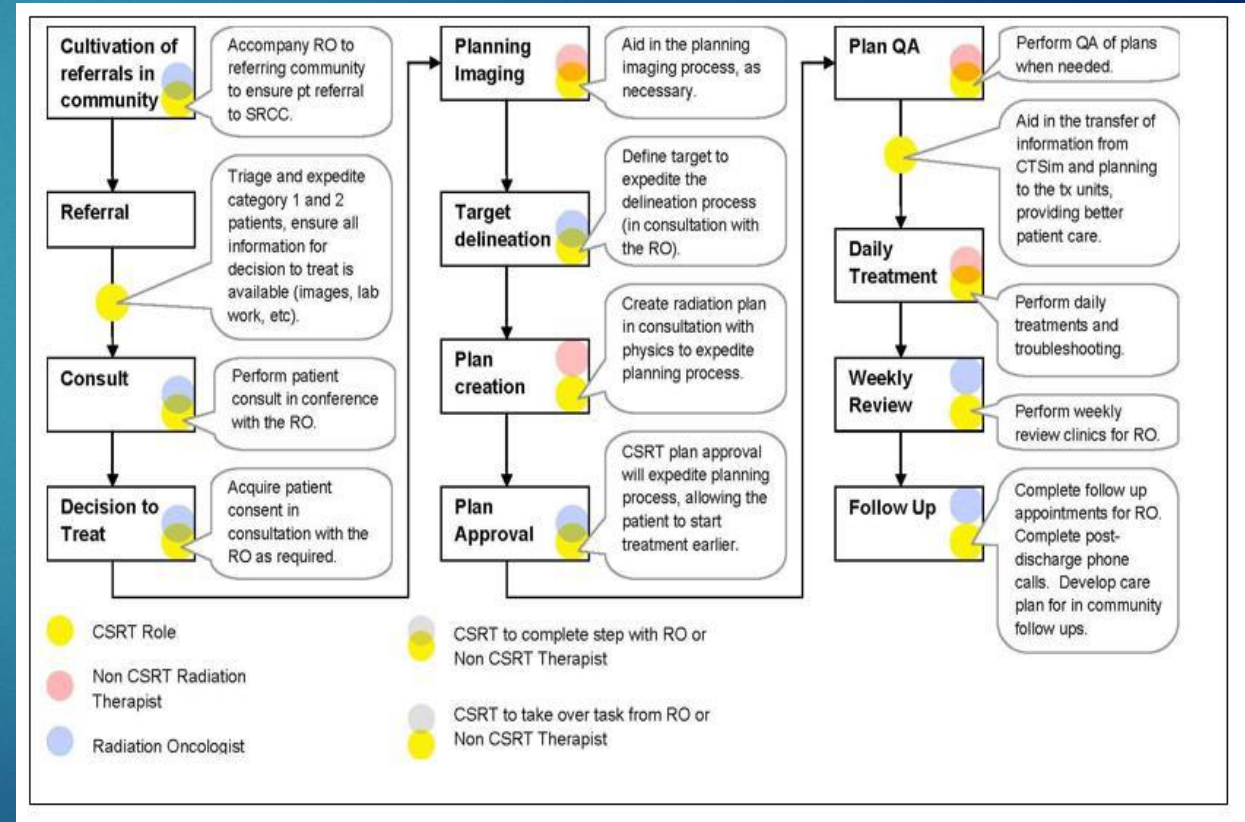 Cultivation of
referrals in
community
Accompany RO to
referring community
to ensure pt referral
to SRCC.
Referral
Triage and expedite
category 1 and 2
patients, ensure all
information for
decision to treat is
available (images, lab
work, etc).
Consult
Perform patient
consult in conference
with the RO.
Decision to
Treat
Acquire patient
consent in
consultation with the
RO as required.
Planning
Imaging
Aid in the planning
imaging process, as
necessary.
Target
delineation
Define target to
expedite the
delineation process
(in consultation with
the RO).
Plan
creation
Create radiation plan
in consultation with
physics to expedite
planning process.
Plan
Approval
CSRT plan approval
will expedite planning
process, allowing the
patient to start
treatment earlier.
Plan QA
Perform QA of plans
when needed.
Aid in the transfer of
information from
CTSim and planning
to the tx units,
providing better
patient care.
Daily
Treatment
Perform daily
treatments and
troubleshooting.
Weekly
Review
Perform weekly
review clinics for RO.
Follow Up
Complete follow up
appointments for RO.
Complete post-
discharge phone
calls. Develop care
plan for in community
follow ups.
CSRT Role
Non CSRT Radiation
Therapist
Radiation Oncologist
CSRT to complete step with RO or
Non CSRT Therapist
CSRT to take over task from RO or
Non CSRT Therapist